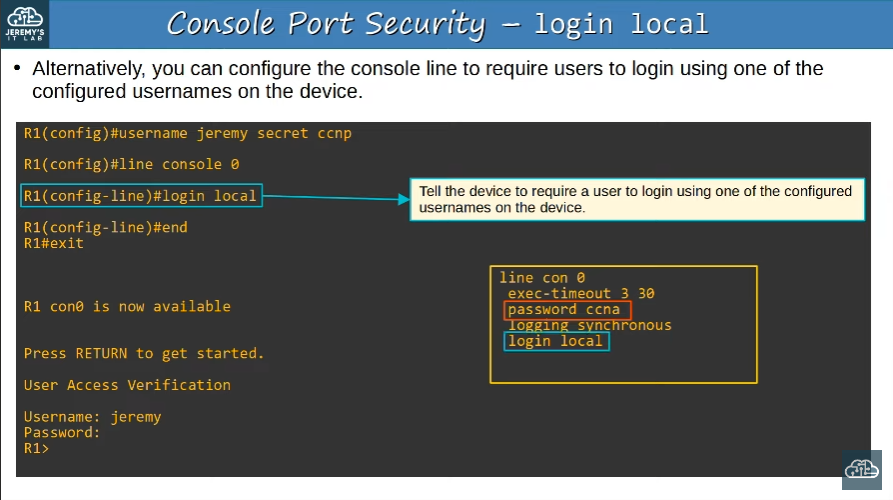 JEREMY'S
IT LAB
Console Port Security – login local
• Alternatively, you can configure the console line to require users to login using one of the
configured usernames on the device.
R1(config)#username jeremy secret ccnp
R1(config)#line console 0
R1(config-line)#login local
Tell the device to require a user to login using one of the configured
usernames on the device.
R1(config-line)#end
R1#exit
R1 con0 is now available
Press RETURN to get started.
User Access Verification
Username: jeremy
Password:
R1>
line con 0
exec-timeout 3 30
password ccna
logging synchronous
login local